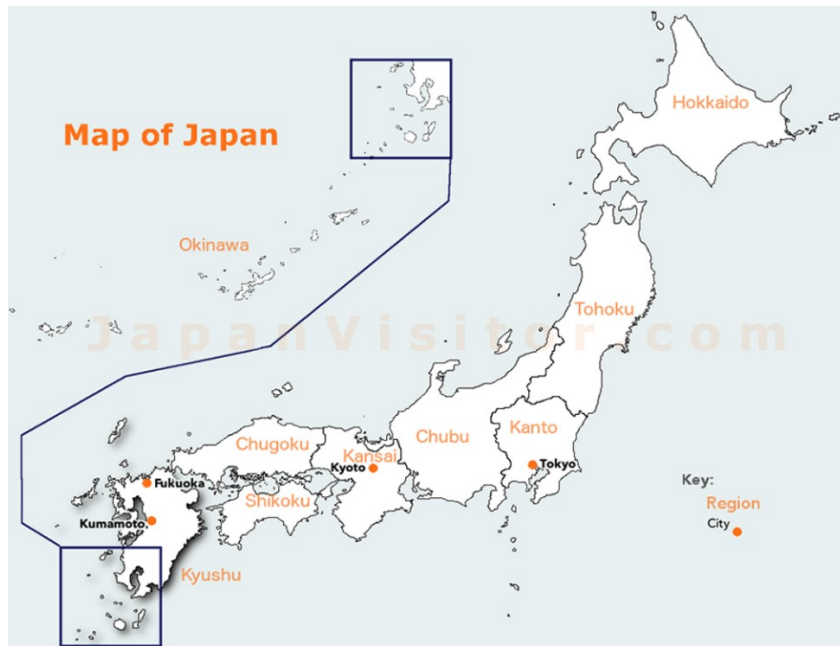 Map of Japan
Hokkaido
Okinawa
Tohoku
JapanVisitor.com
Chugoku
Kansai
Chubu
Kanto
Kyoto
Tokyo
Fukuoka
Shikoku
Key:
Region
City
Kumamoto.
Kyushu